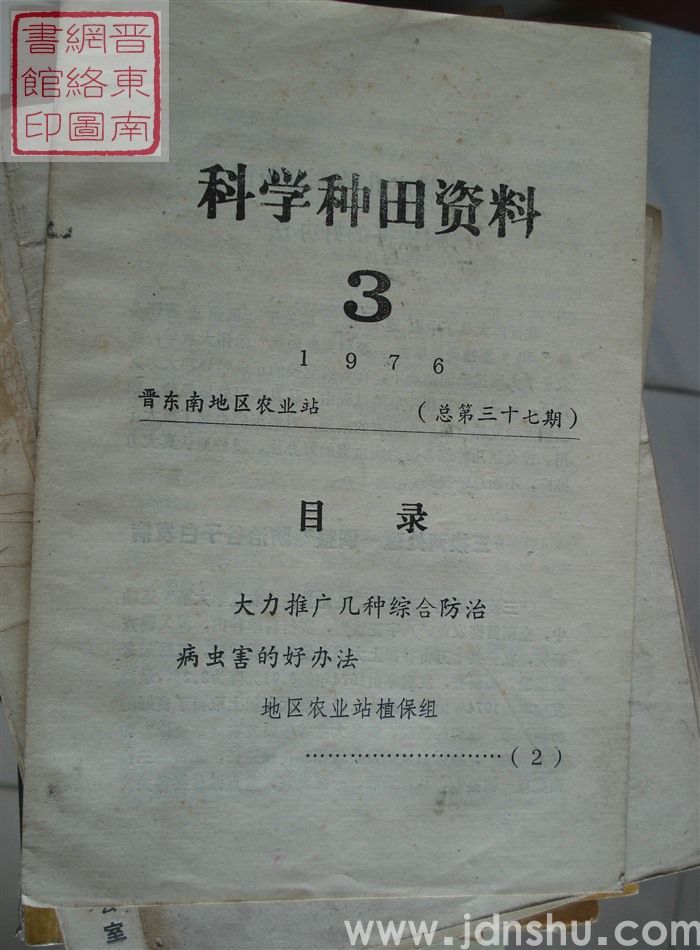 晋東南
網絡圖
書館印
科学种田资料
3
1976
晋东南地区农业站 （总第三十七期）
目录
大力推广几种综合防治
病虫害的好办法
地区农业站植保组
…………………………（2）
室
www.jdnshu.com